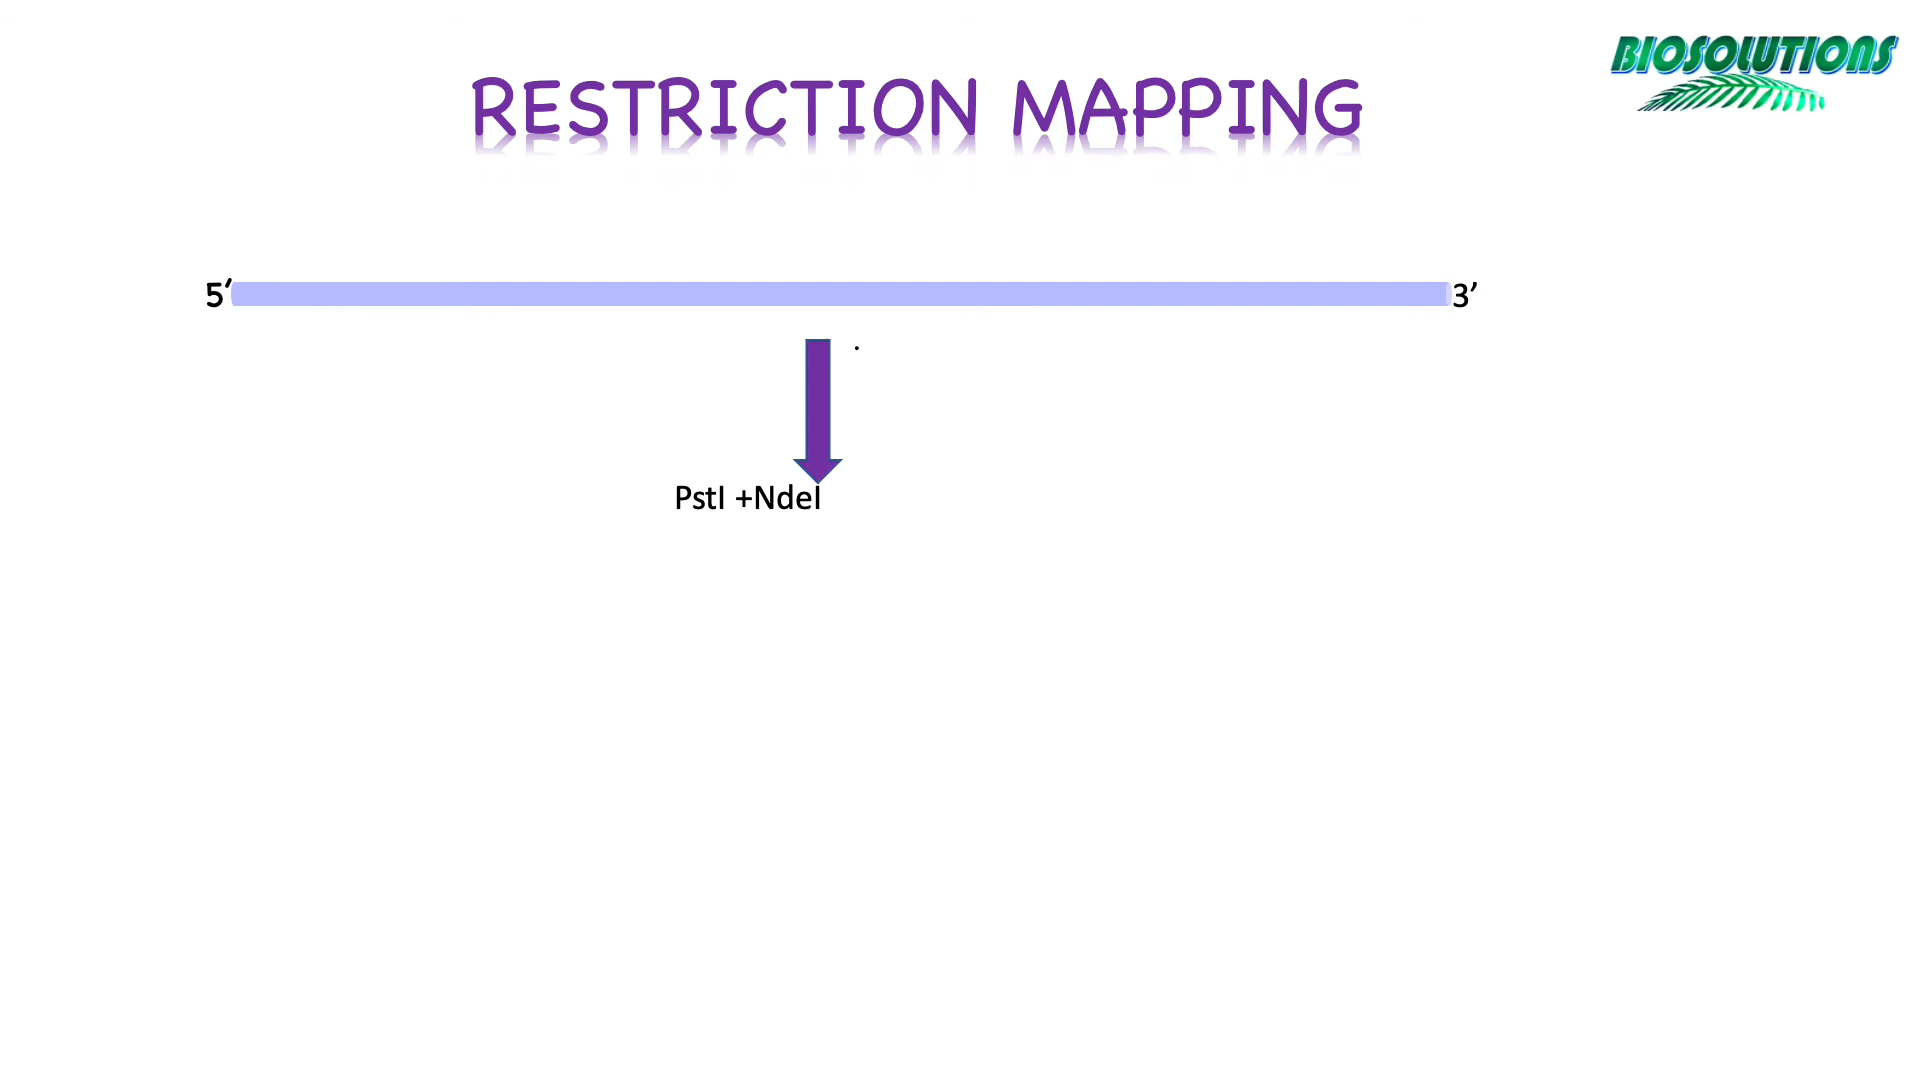 BIOSOLUTIONS
RESTRICTION MAPPING
5′ 3’
PstI +NdeI